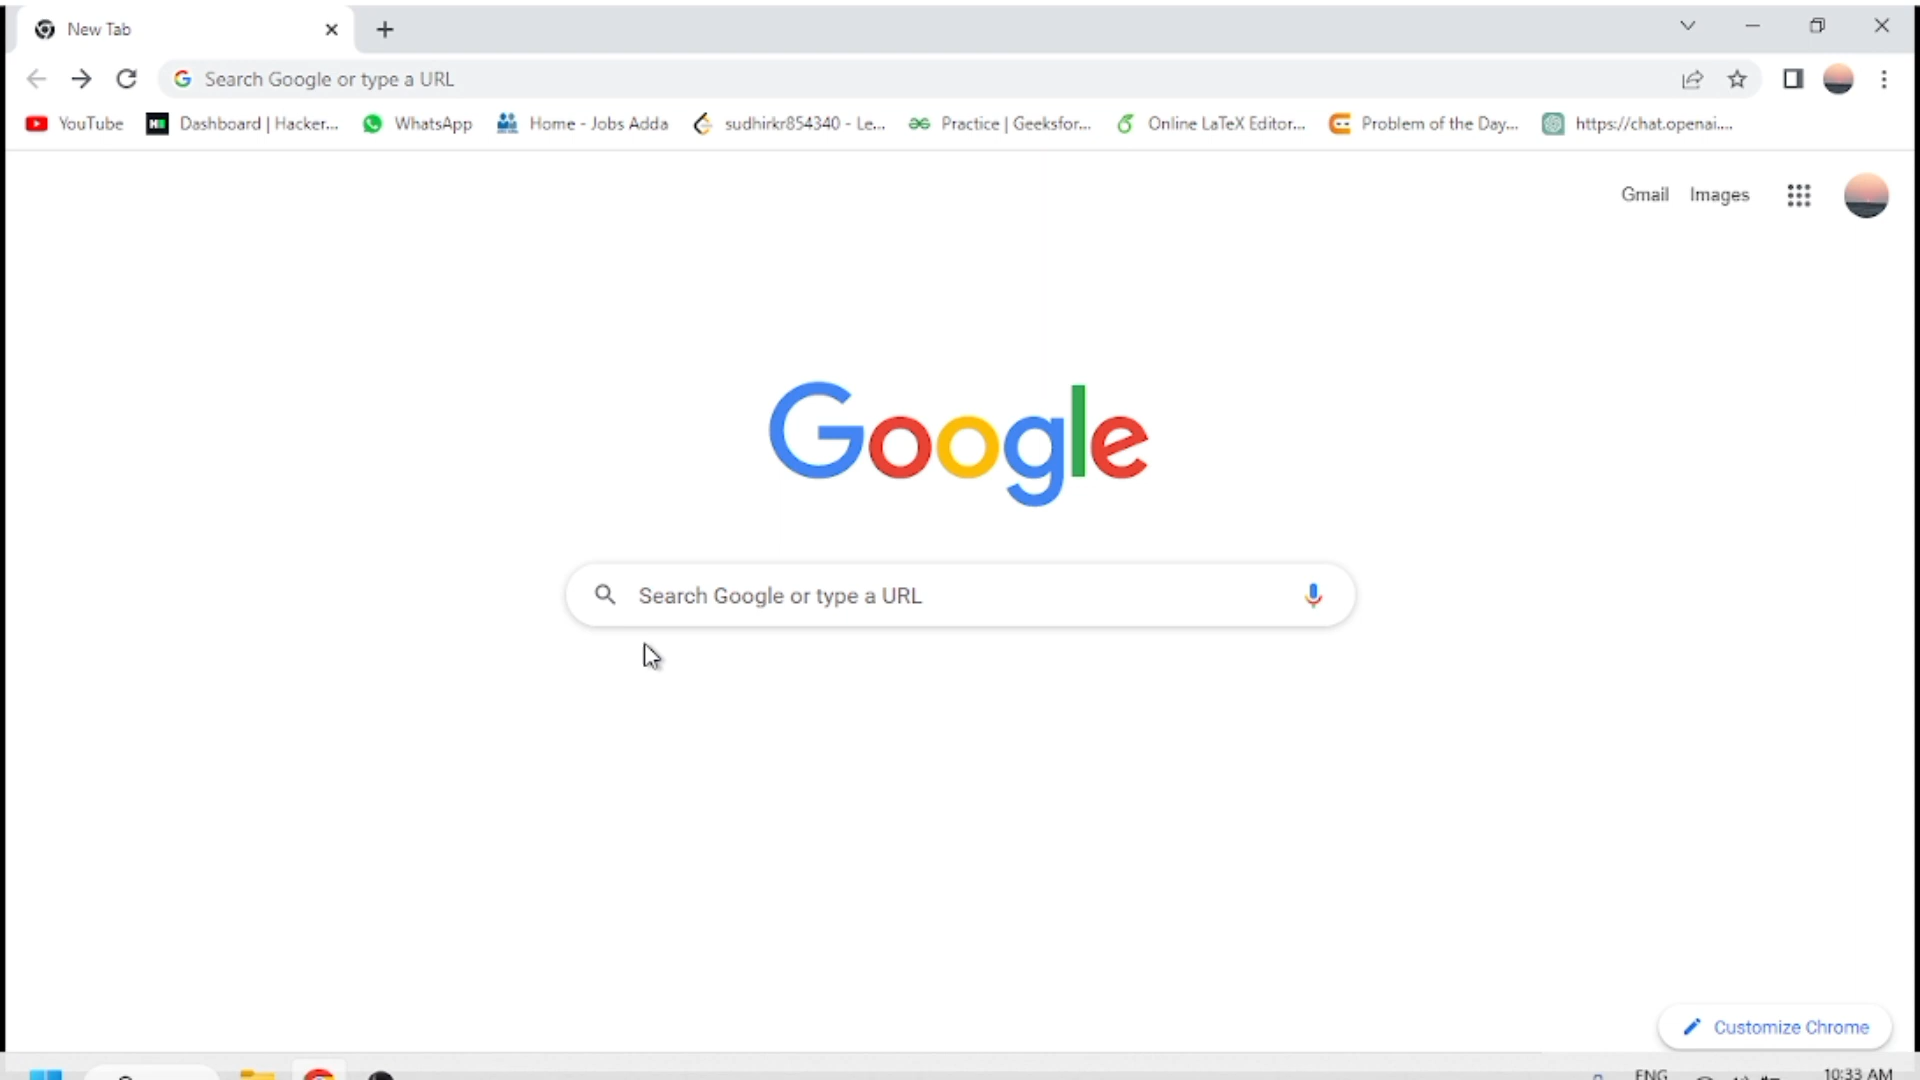 New Tab
Search Google or type a URL
YouTube Dashboard | Hacker... WhatsApp Home - Jobs Adda sudhirkr854340 - Le... Practice | Geeksfor... Online LaTeX Editor... Problem of the Day... https://chat.openai....
Gmail Images
Google
Search Google or type a URL
Customize Chrome
ENG 10:33 AM